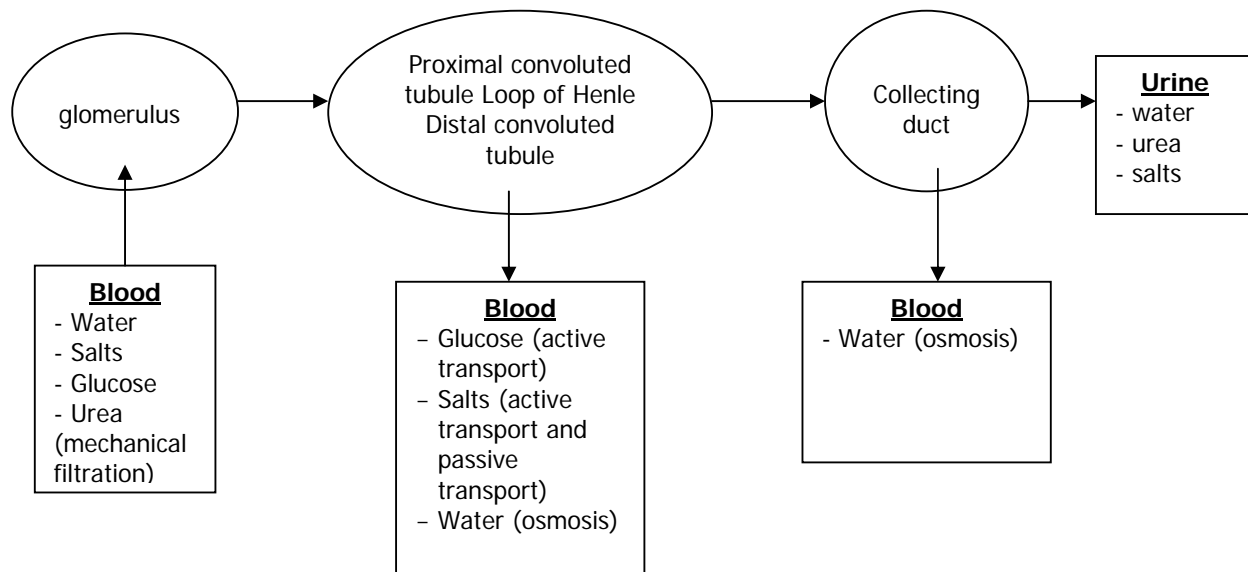 glomerulus
Proximal convoluted
tubule Loop of Henle
Distal convoluted
tubule
Collecting
duct
Urine
- water
- urea
- salts
Blood
- Water
- Salts
- Glucose
- Urea
(mechanical
filtration)
Blood
– Glucose (active
transport)
– Salts (active
transport and
passive
transport)
– Water (osmosis)
Blood
- Water (osmosis)